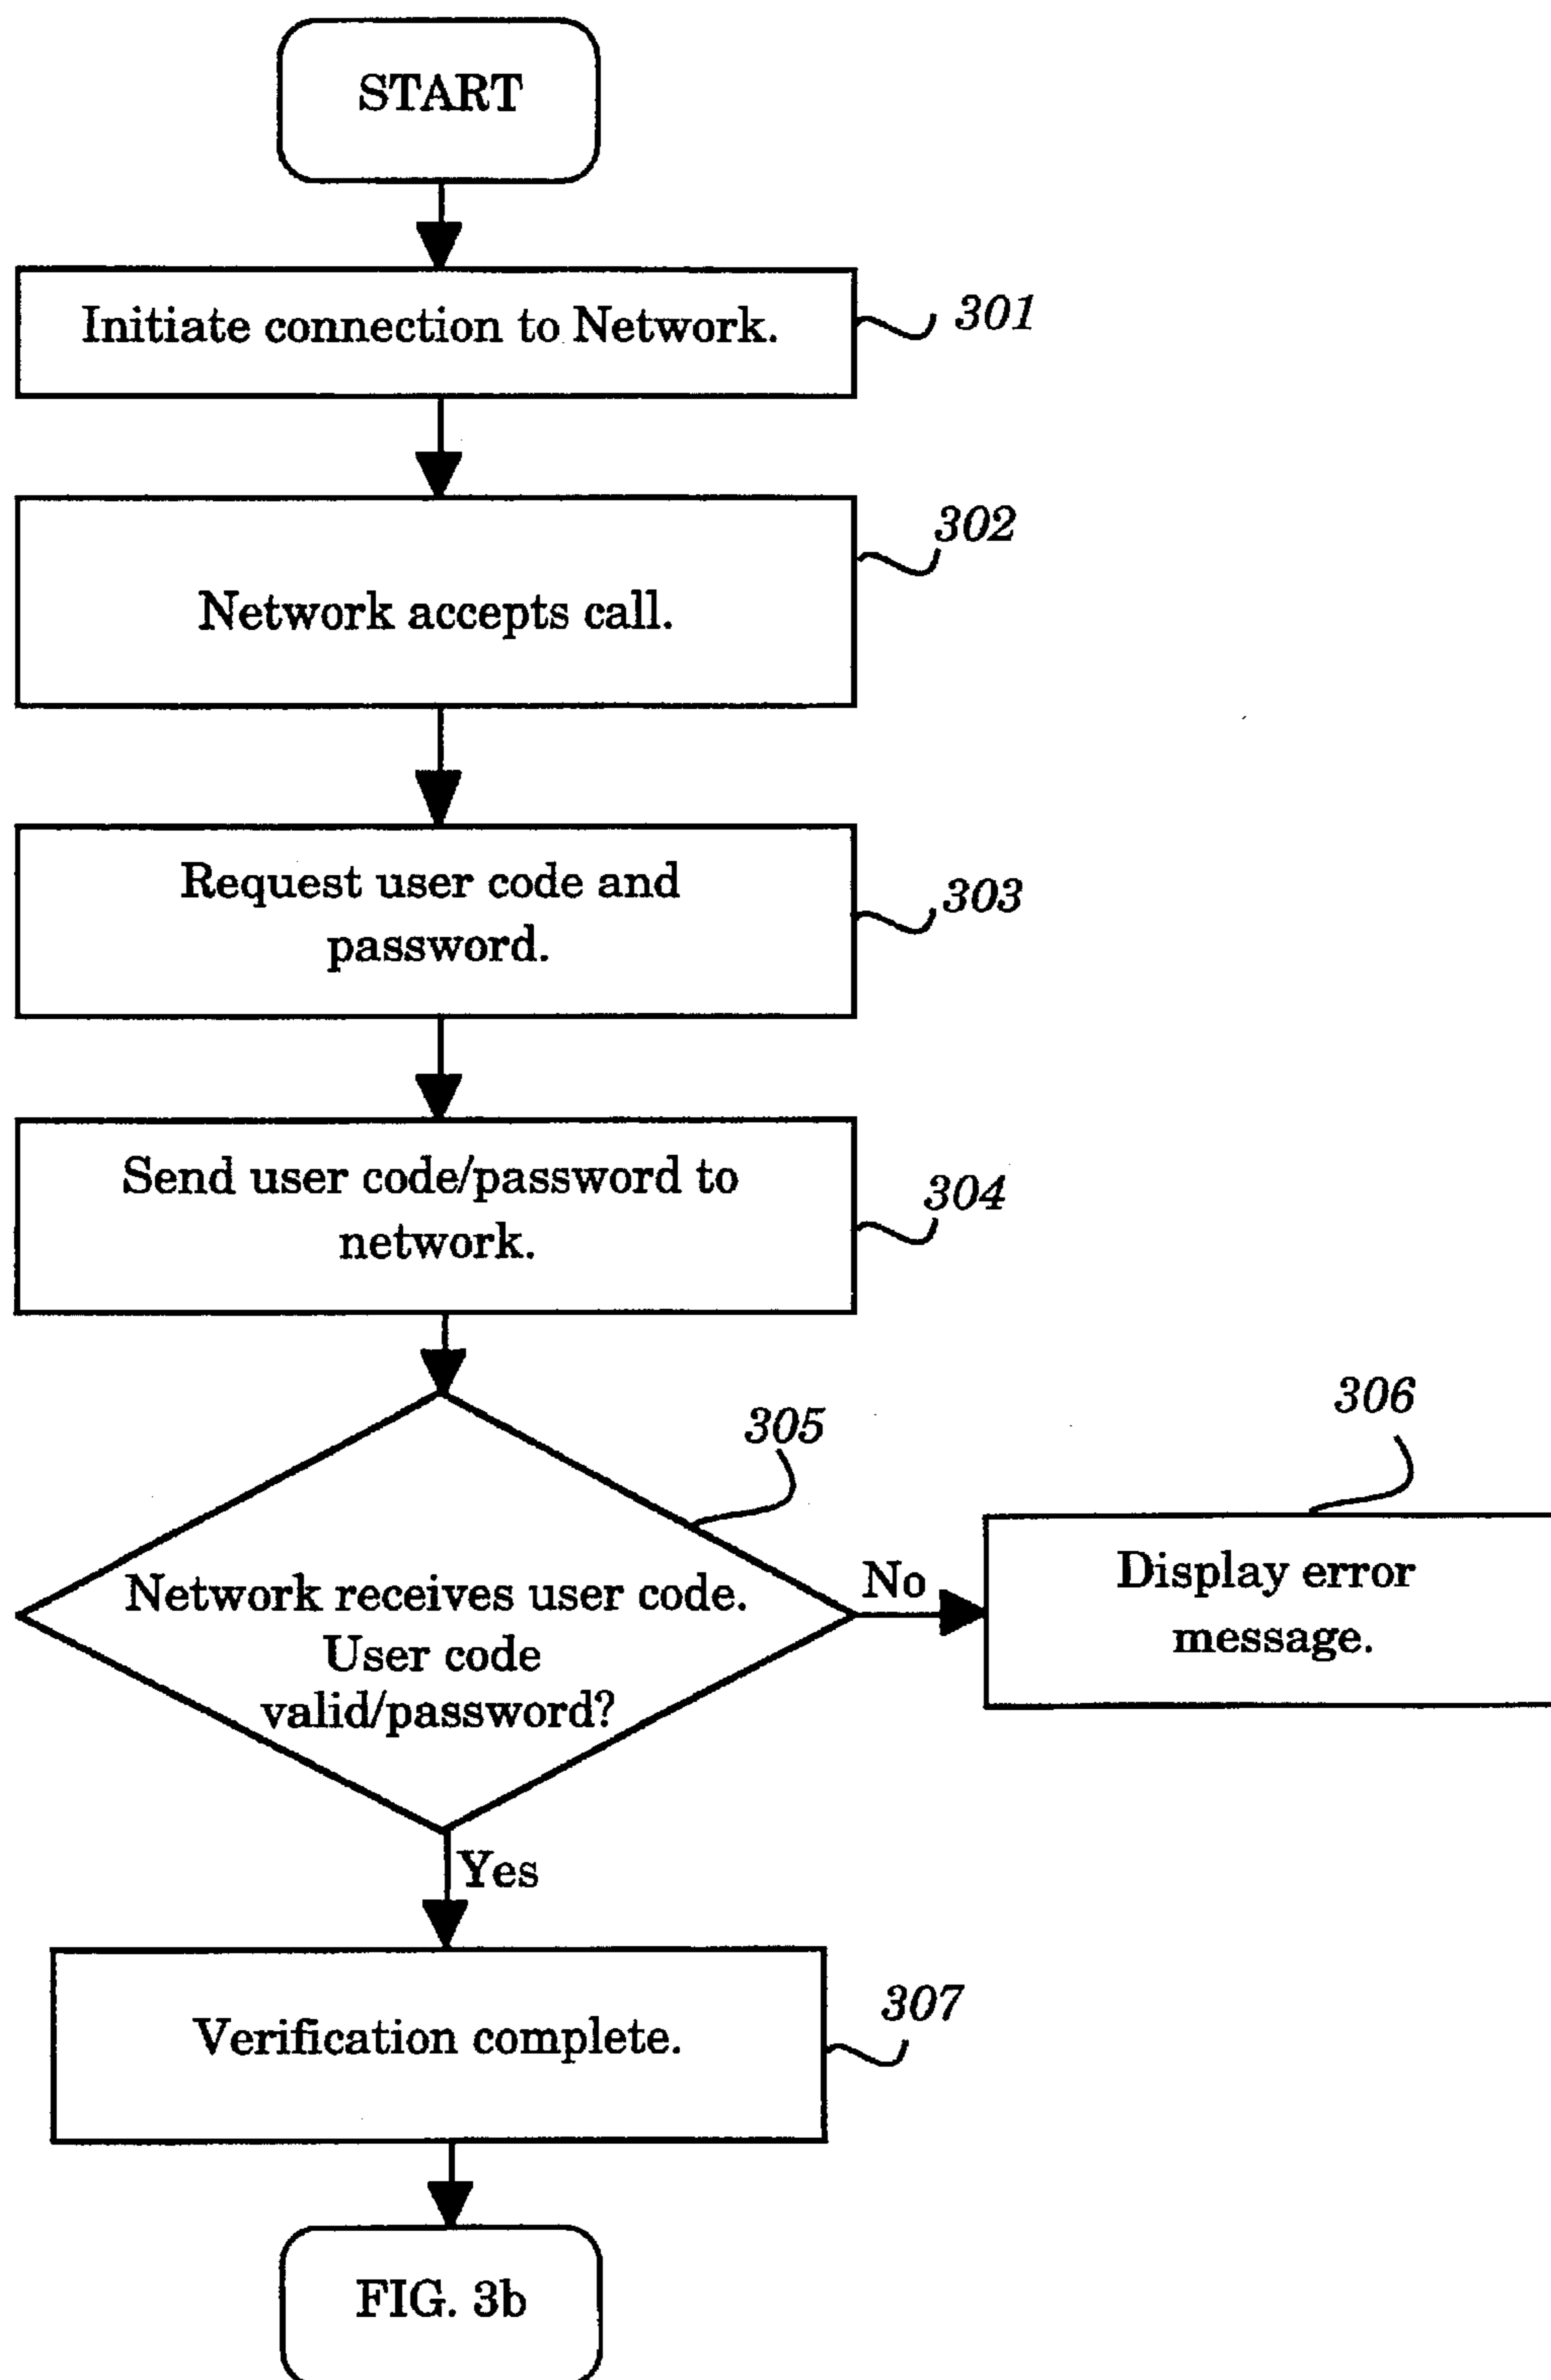 START
Initiate connection to Network.
301
302
Network accepts call.
Request user code and
password.
303
Send user code/password to
network.
304
305
306
Network receives user code.
User code
valid/password?
No
Display error
message.
Yes
Verification complete.
307
FIG. 3b